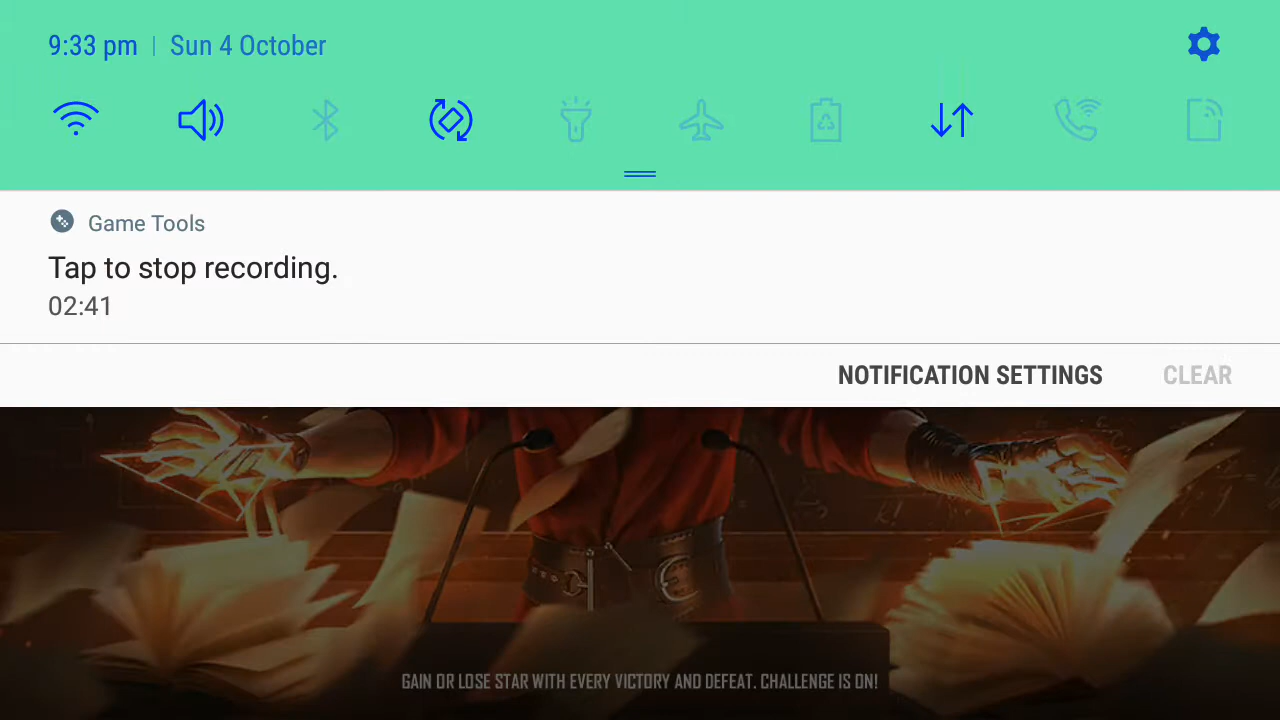 9:33 pm | Sun 4 October
Game Tools
Tap to stop recording.
02:41
NOTIFICATION SETTINGS CLEAR
k!
GAIN OR LOSE STAR WITH EVERY VICTORY AND DEFEAT. CHALLENGE IS ON!